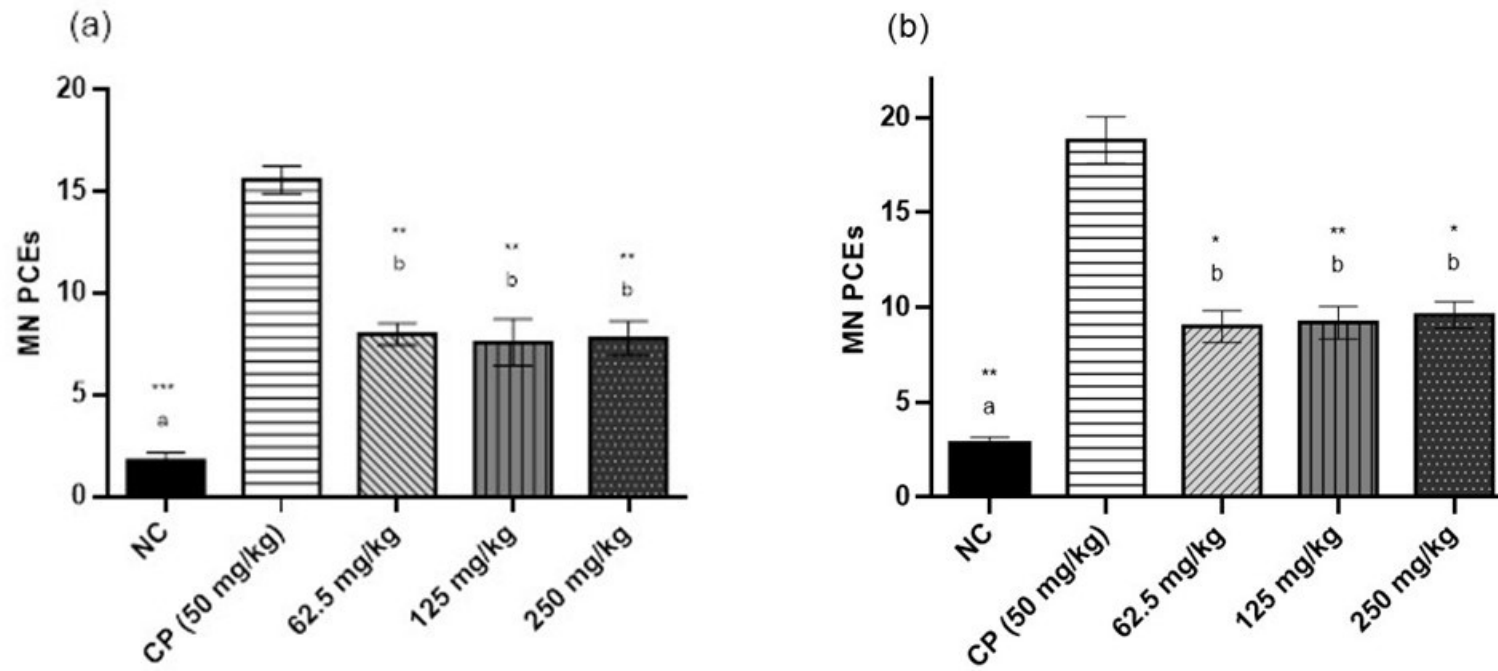 (a)
MN PCEs
20
15
10
5
0
***
a
**
b
**
b
**
b
NC
CP (50 mg/kg)
62.5 mg/kg
125 mg/kg
250 mg/kg
(b)
MN PCEs
20
15
10
5
0
**
a
*
b
**
b
*
b
NC
CP (50 mg/kg)
62.5 mg/kg
125 mg/kg
250 mg/kg